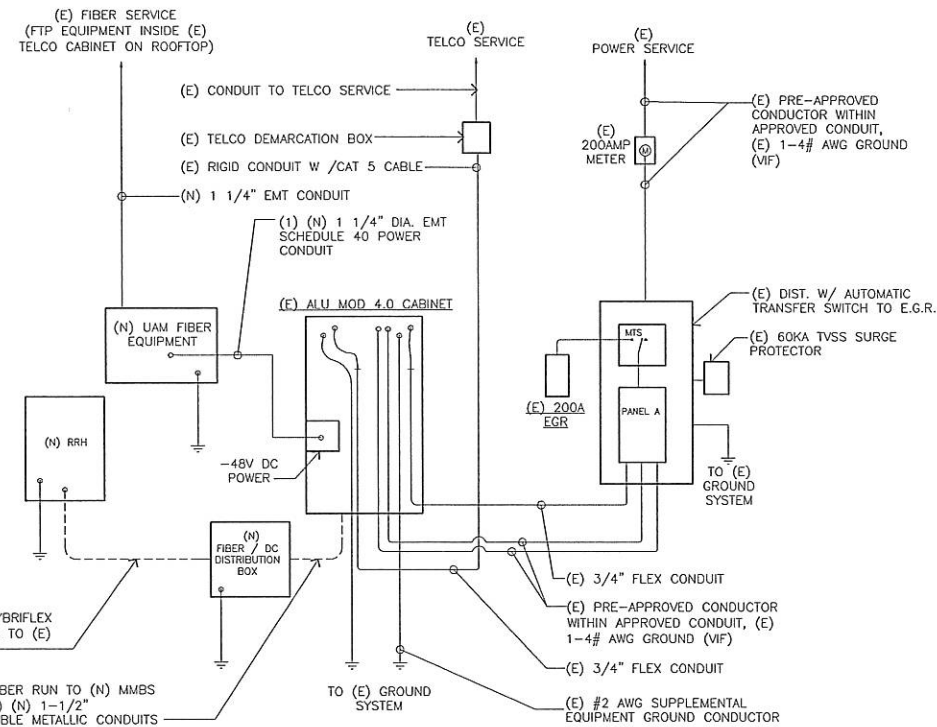 (E) FIBER SERVICE
(FTP EQUIPMENT INSIDE (E)
TELCO CABINET ON ROOFTOP)
(E)
TELCO SERVICE
(E)
POWER SERVICE
(E) CONDUIT TO TELCO SERVICE
(E) TELCO DEMARCATION BOX
(E) RIGID CONDUIT W /CAT 5 CABLE
(N) 1 1/4" EMT CONDUIT
(E)
200AMP
METER
M
(E) PRE-APPROVED
CONDUCTOR WITHIN
APPROVED CONDUIT,
(E) 1-4# AWG GROUND
(VIF)
(1) (N) 1 1/4" DIA. EMT
SCHEDULE 40 POWER
CONDUIT
(E) ALU MOD 4.0 CABINET
(N) UAM FIBER
EQUIPMENT
(E) DIST. W/ AUTOMATIC
TRANSFER SWITCH TO E.G.R.
(E) 60KA TVSS SURGE
PROTECTOR
MTS
PANEL A
(E) 200A
EGR
(N) RRH
-48V DC
POWER
TO (E)
GROUND
SYSTEM
(N)
FIBER / DC
DISTRIBUTION
BOX
(E) 3/4" FLEX CONDUIT
(E) PRE-APPROVED CONDUCTOR
WITHIN APPROVED CONDUIT, (E)
1-4# AWG GROUND (VIF)
(E) 3/4" FLEX CONDUIT
(E) #2 AWG SUPPLEMENTAL
EQUIPMENT GROUND CONDUCTOR
TO (E) GROUND
SYSTEM
YBRIFLEX
TO (E)
BER RUN TO (N) MMBS
) (N) 1-1/2"
BLE METALLIC CONDUITS